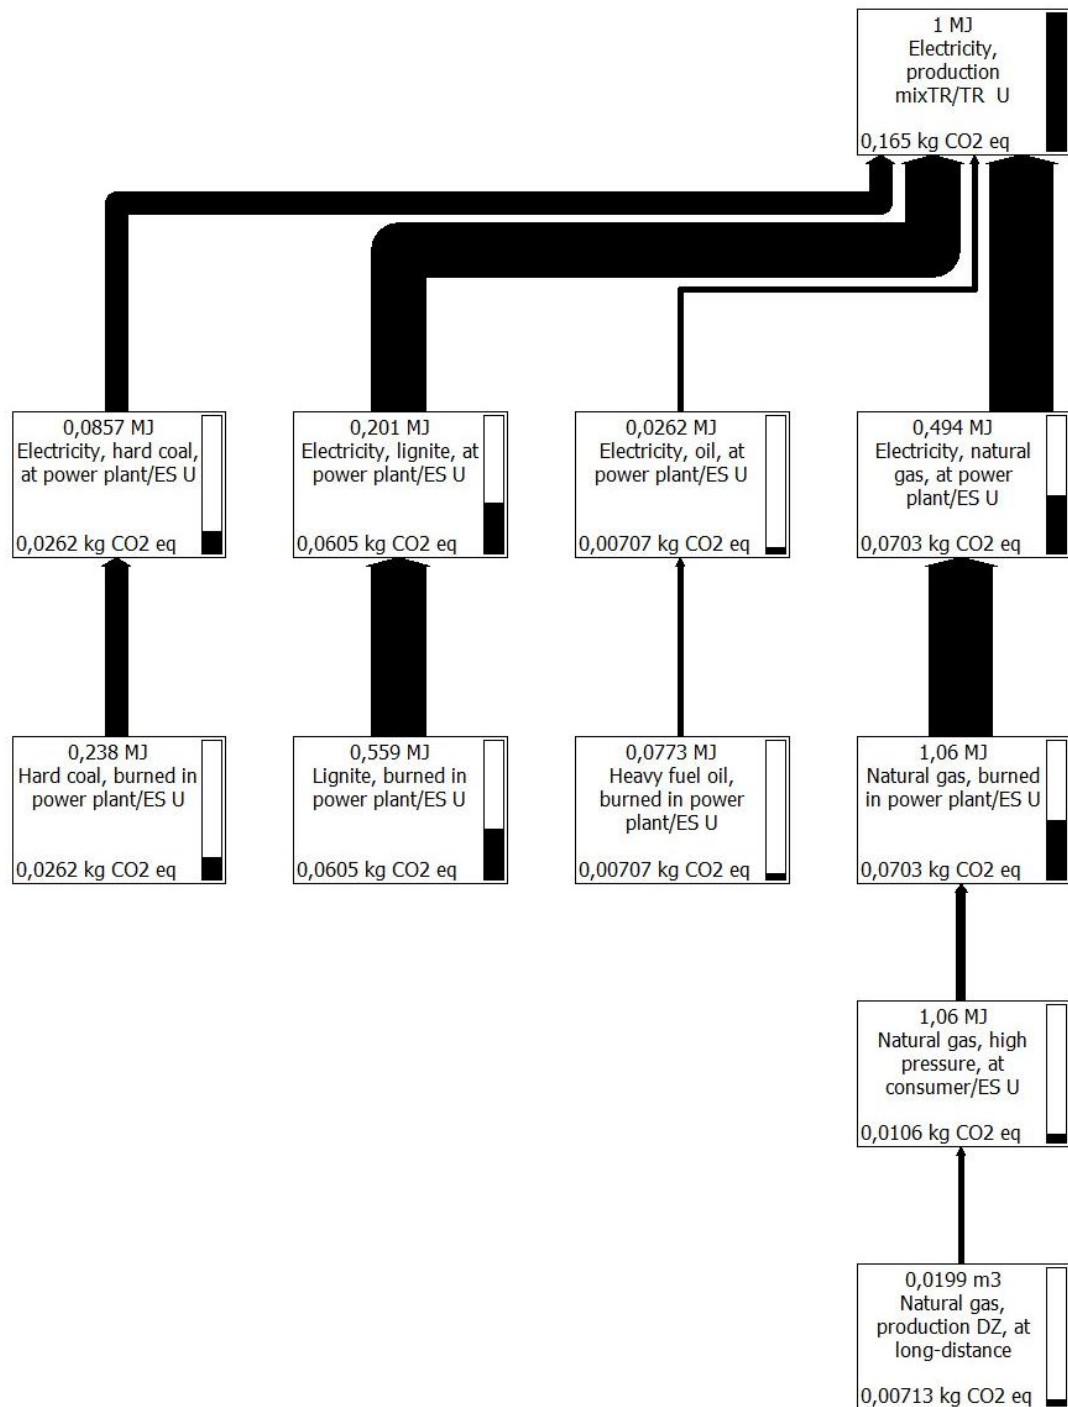 1 MJ
Electricity,
production
mixTR/TR  U
0,165 kg CO2 eq
0,0857 MJ
Electricity, hard coal,
at power plant/ES U
0,0262 kg CO2 eq
0,201 MJ
Electricity, lignite, at
power plant/ES U
0,0605 kg CO2 eq
0,0262 MJ
Electricity, oil, at
power plant/ES U
0,00707 kg CO2 eq
0,494 MJ
Electricity, natural
gas, at power
plant/ES U
0,0703 kg CO2 eq
0,238 MJ
Hard coal, burned in
power plant/ES U
0,0262 kg CO2 eq
0,559 MJ
Lignite, burned in
power plant/ES U
0,0605 kg CO2 eq
0,0773 MJ
Heavy fuel oil,
burned in power
plant/ES U
0,00707 kg CO2 eq
1,06 MJ
Natural gas, burned
in power plant/ES U
0,0703 kg CO2 eq
1,06 MJ
Natural gas, high
pressure, at
consumer/ES U
0,0106 kg CO2 eq
0,0199 m3
Natural gas,
production DZ, at
long-distance
0,00713 kg CO2 eq